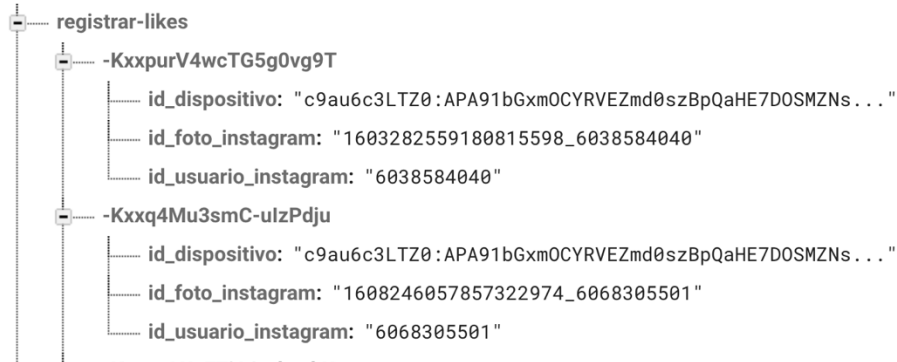 registrar-likes
-KxxpurV4wcTG5g0vg9T
id_dispositivo: "c9au6c3LTZ0:APA91bGxmOCYRVEZmd0szBpQaHE7DOSMZNs..."
id_foto_instagram: "1603282559180815598_6038584040"
id_usuario_instagram: "6038584040"
-Kxxq4Mu3smC-uIzPdju
id_dispositivo: "c9au6c3LTZ0:APA91bGxmOCYRVEZmd0szBpQaHE7DOSMZNs..."
id_foto_instagram: "1608246057857322974_6068305501"
id_usuario_instagram: "6068305501"